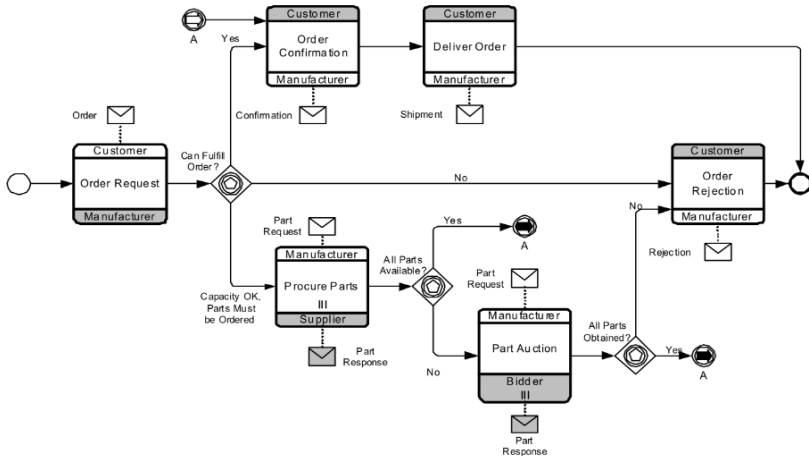 Customer
Order
Confirmation
Manufacturer
Customer
Deliver Order
Manufacturer
A
Yes
Confirmation
Shipment
Order
Customer
Order Request
Manufacturer
Can Fulfill
Order?
No
Customer
Order
Rejection
Manufacturer
Rejection
Capacity OK,
Parts Must
be Ordered
Part
Request
Manufacturer
Procure Parts
III
Supplier
Part
Response
All Parts
Available?
Yes
A
No
Part
Request
Manufacturer
Part Auction
Bidder
III
Part
Response
All Parts
Obtained?
No
Yes
A